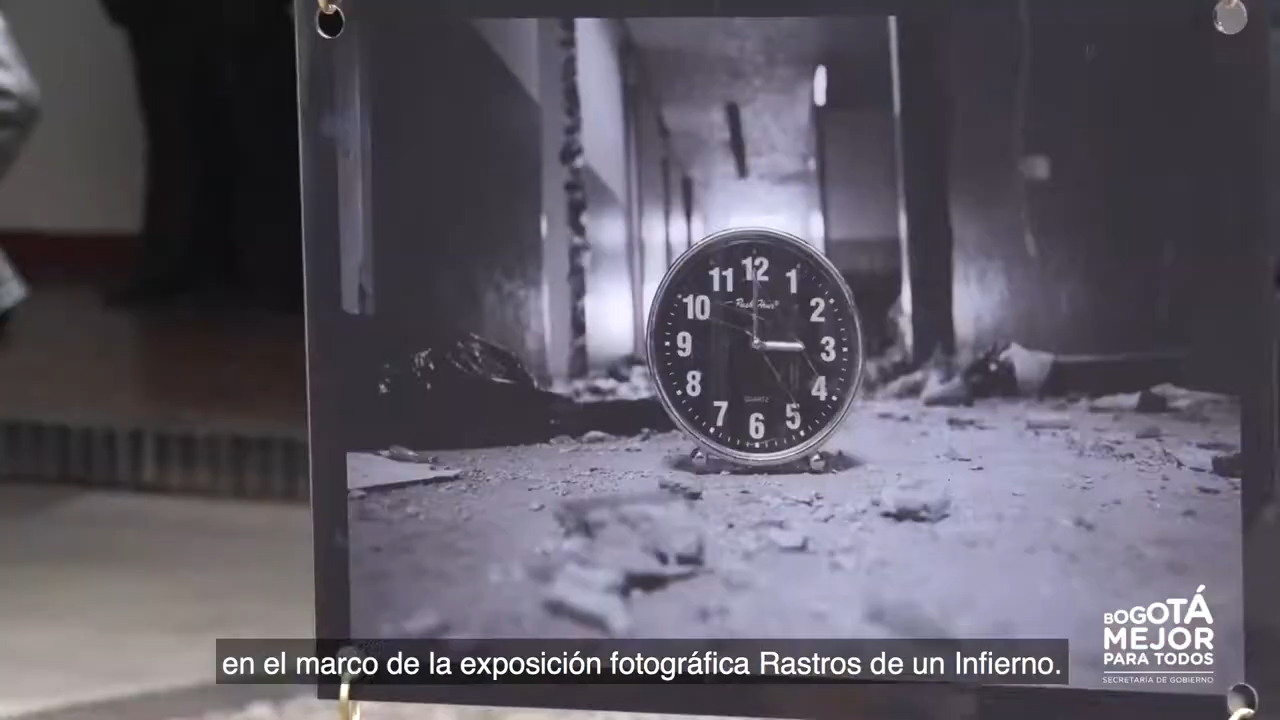 12
11
1
10
2
9
3
8
4
7
5
6
QUARTZ
en el marco de la exposición fotográfica Rastros de un Infierno.
BOGOTÁ
MEJOR
PARA TODOS
SECRETARÍA DE GOBIERNO